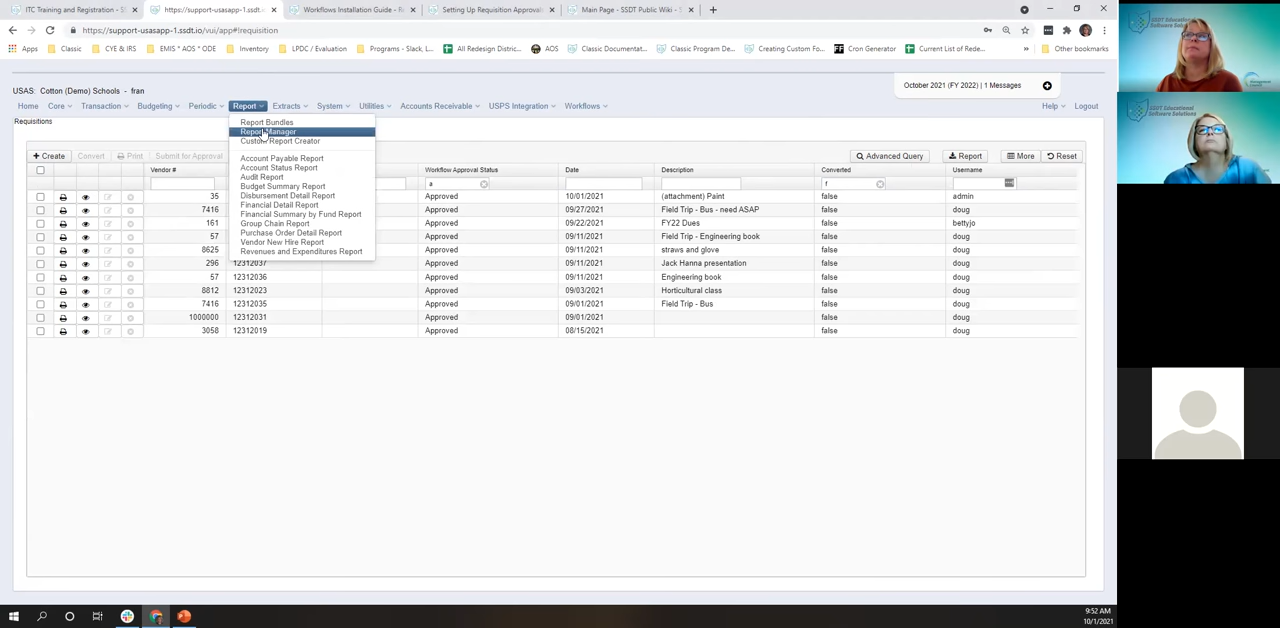 ITC Training and Registration - S
https://support-usasapp-1.ssdt.io
Workflows Installation Guide - R
Setting Up Requisition Approval
Main Page - SSDT Public Wiki - S
https://support-usasapp-1.ssdt.io/vui/app#!requisition
Apps Classic CYE & IRS EMIS * AOS * ODE Inventory LPDC / Evaluation Programs - Slack, L... All Redesign Distric... AOS Classic Documentat... Classic Program De... Creating Custom Fo... Cron Generator Current List of Rede... » Other bookmarks
USAS: Cotton (Demo) Schools - fran
October 2021 (FY 2022) | 1 Messages
Home Core Transaction Budgeting Periodic Report Extracts System Utilities Accounts Receivable USPS Integration Workflows Help Logout
Requisitions
Report Bundles
Report Manager
Custom Report Creator
Account Payable Report
Account Status Report
Audit Report
Budget Summary Report
Disbursement Detail Report
Financial Detail Report
Financial Summary by Fund Report
Group Chain Report
Purchase Order Detail Report
Vendor New Hire Report
Revenues and Expenditures Report
Create Convert Print Submit for Approval Advanced Query Report More Reset
Vendor # Workflow Approval Status Date Description Converted Username
a f
35 Approved 10/01/2021 (attachment) Paint false admin
7416 Approved 09/27/2021 Field Trip - Bus - need ASAP false doug
161 Approved 09/22/2021 FY22 Dues false bettyjo
57 Approved 09/11/2021 Field Trip - Engineering book false doug
8625 Approved 09/11/2021 straws and glove false doug
296 12312037 Approved 09/11/2021 Jack Hanna presentation false doug
57 12312036 Approved 09/11/2021 Engineering book false doug
8812 12312023 Approved 09/03/2021 Horticultural class false doug
7416 12312035 Approved 09/01/2021 Field Trip - Bus false doug
1000000 12312031 Approved 09/01/2021 false doug
3058 12312019 Approved 08/15/2021 false doug
9:52 AM
10/1/2021